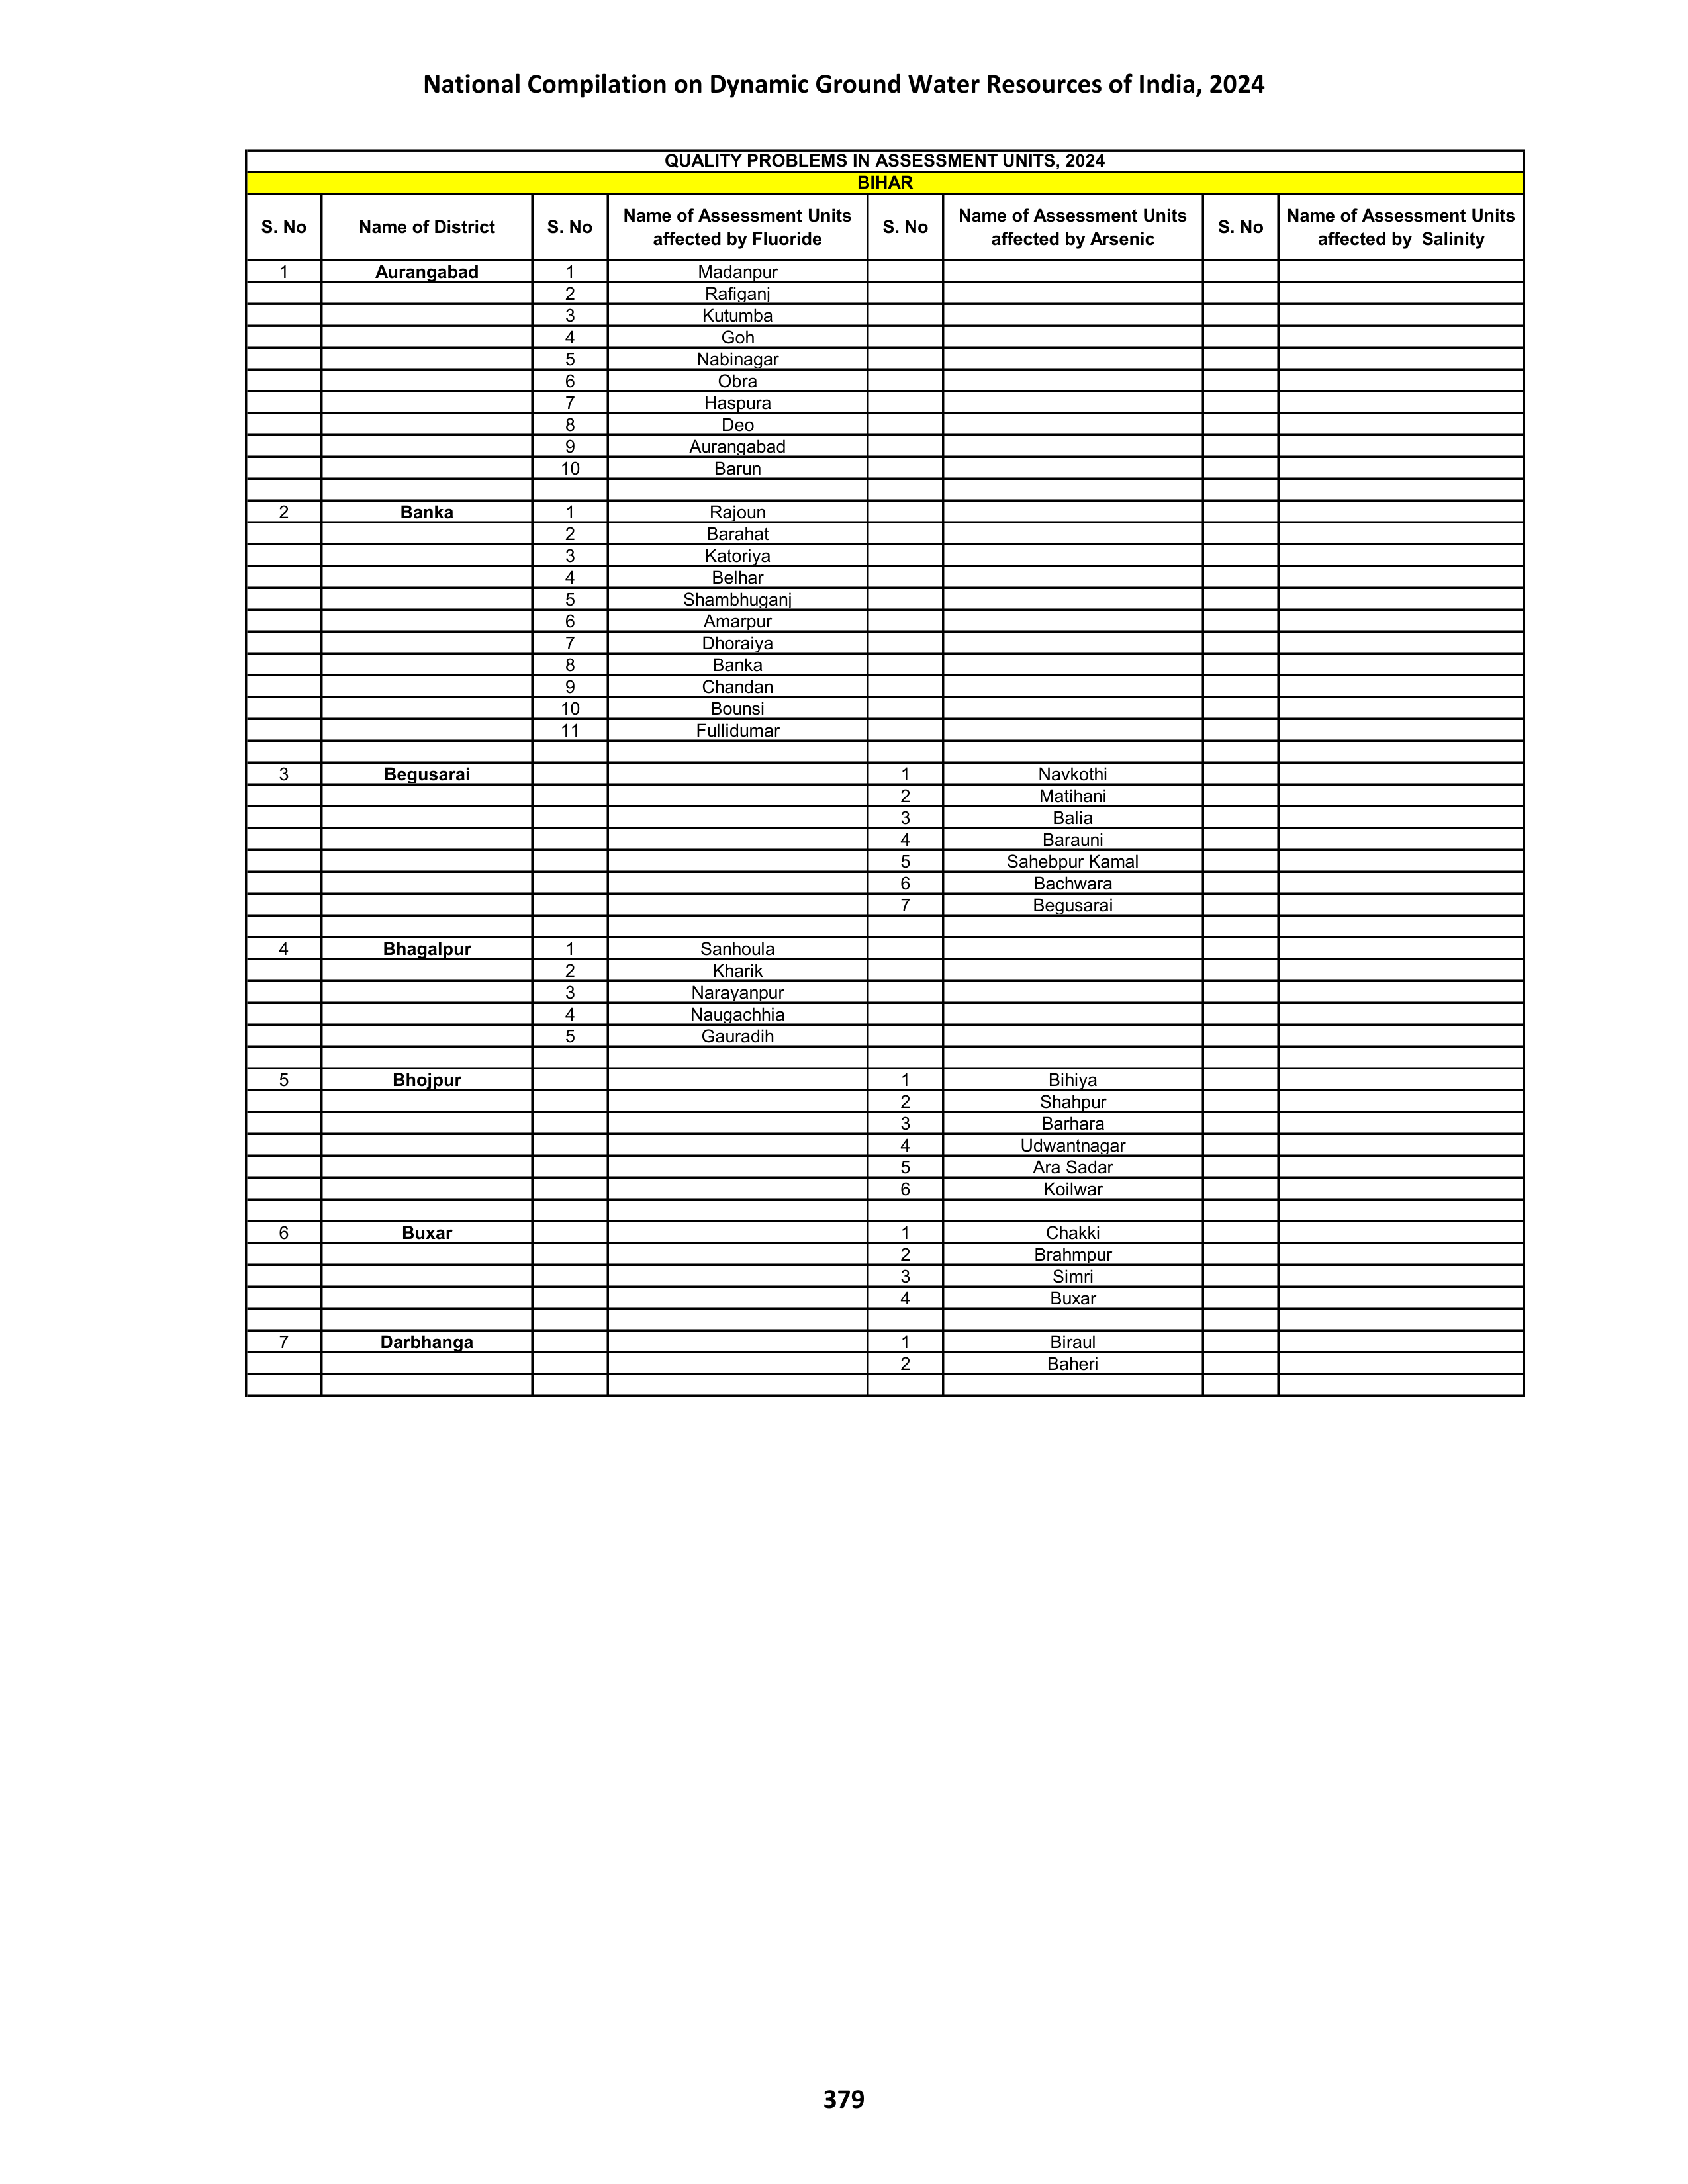 National Compilation on Dynamic Ground Water Resources of India, 2024
QUALITY PROBLEMS IN ASSESSMENT UNITS, 2024
BIHAR
S. No Name of District S. No Name of Assessment Units affected by Fluoride S. No Name of Assessment Units affected by Arsenic S. No Name of Assessment Units affected by Salinity
1 Aurangabad 1 Madanpur
2 Rafiganj
3 Kutumba
4 Goh
5 Nabinagar
6 Obra
7 Haspura
8 Deo
9 Aurangabad
10 Barun
2 Banka 1 Rajoun
2 Barahat
3 Katoriya
4 Belhar
5 Shambhuganj
6 Amarpur
7 Dhoraiya
8 Banka
9 Chandan
10 Bounsi
11 Fullidumar
3 Begusarai 1 Navkothi
2 Matihani
3 Balia
4 Barauni
5 Sahebpur Kamal
6 Bachwara
7 Begusarai
4 Bhagalpur 1 Sanhoula
2 Kharik
3 Narayanpur
4 Naugachhia
5 Gauradih
5 Bhojpur 1 Bihiya
2 Shahpur
3 Barhara
4 Udwantnagar
5 Ara Sadar
6 Koilwar
6 Buxar 1 Chakki
2 Brahmpur
3 Simri
4 Buxar
7 Darbhanga 1 Biraul
2 Baheri
379